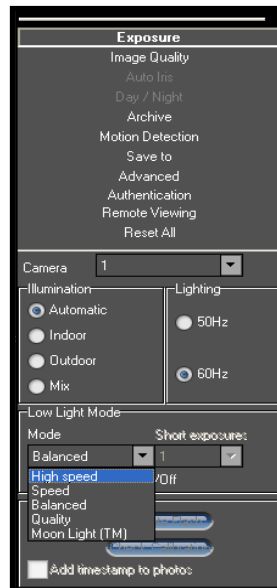 Exposure
Image Quality
Auto Iris
Day / Night
Archive
Motion Detection
Save to
Advanced
Authentication
Remote Viewing
Reset All
Camera 1
Illumination
Lighting
Automatic
50Hz
Indoor
Outdoor
60Hz
Mix
Low Light Mode
Mode Short exposure:
Balanced 1
High speed
/Off
Speed
Balanced
Quality
Moon Light (TM)
Add timestamp to photos